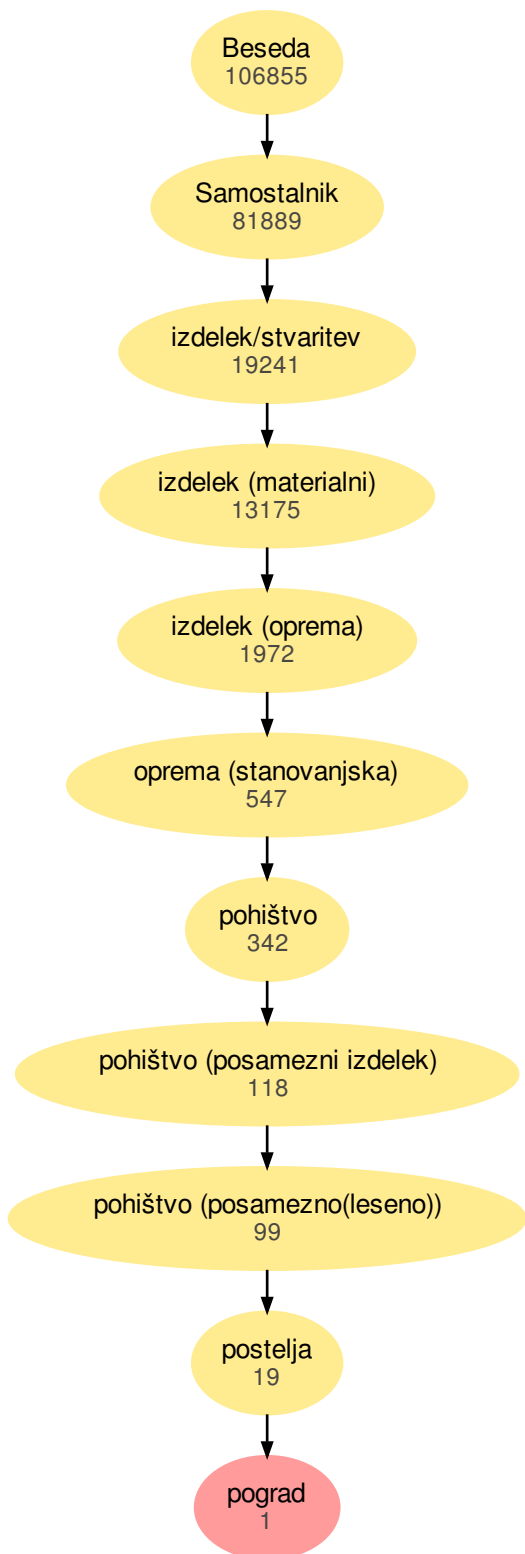 Beseda
106855
Samostalnik
81889
izdelek/stvaritev
19241
izdelek (materialni)
13175
izdelek (oprema)
1972
oprema (stanovanjska)
547
pohištvo
342
pohištvo (posamezni izdelek)
118
pohištvo (posamezno(leseno))
99
postelja
19
pograd
1